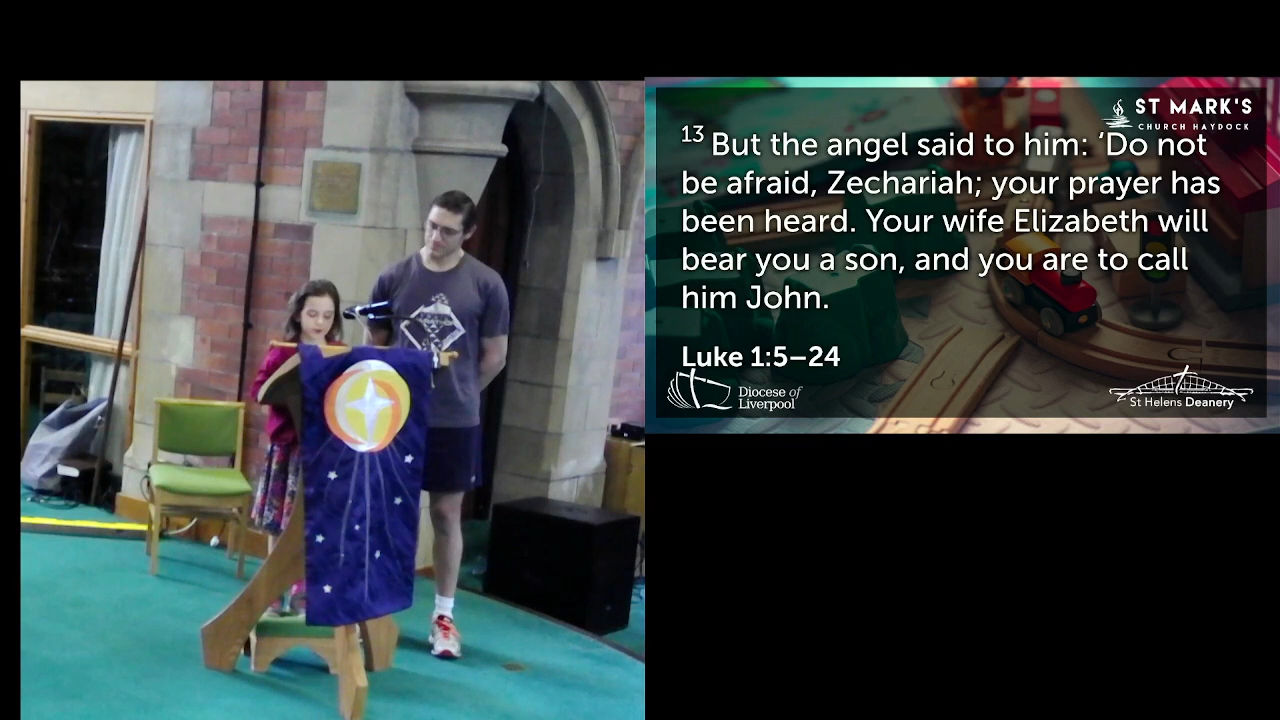 ST MARK'S
CHURCH HAYDOCK
13 But the angel said to him: ‘Do not
be afraid, Zechariah; your prayer has
been heard. Your wife Elizabeth will
bear you a son, and you are to call
him John.
Luke 1:5–24
Diocese of
Liverpool
St Helens Deanery